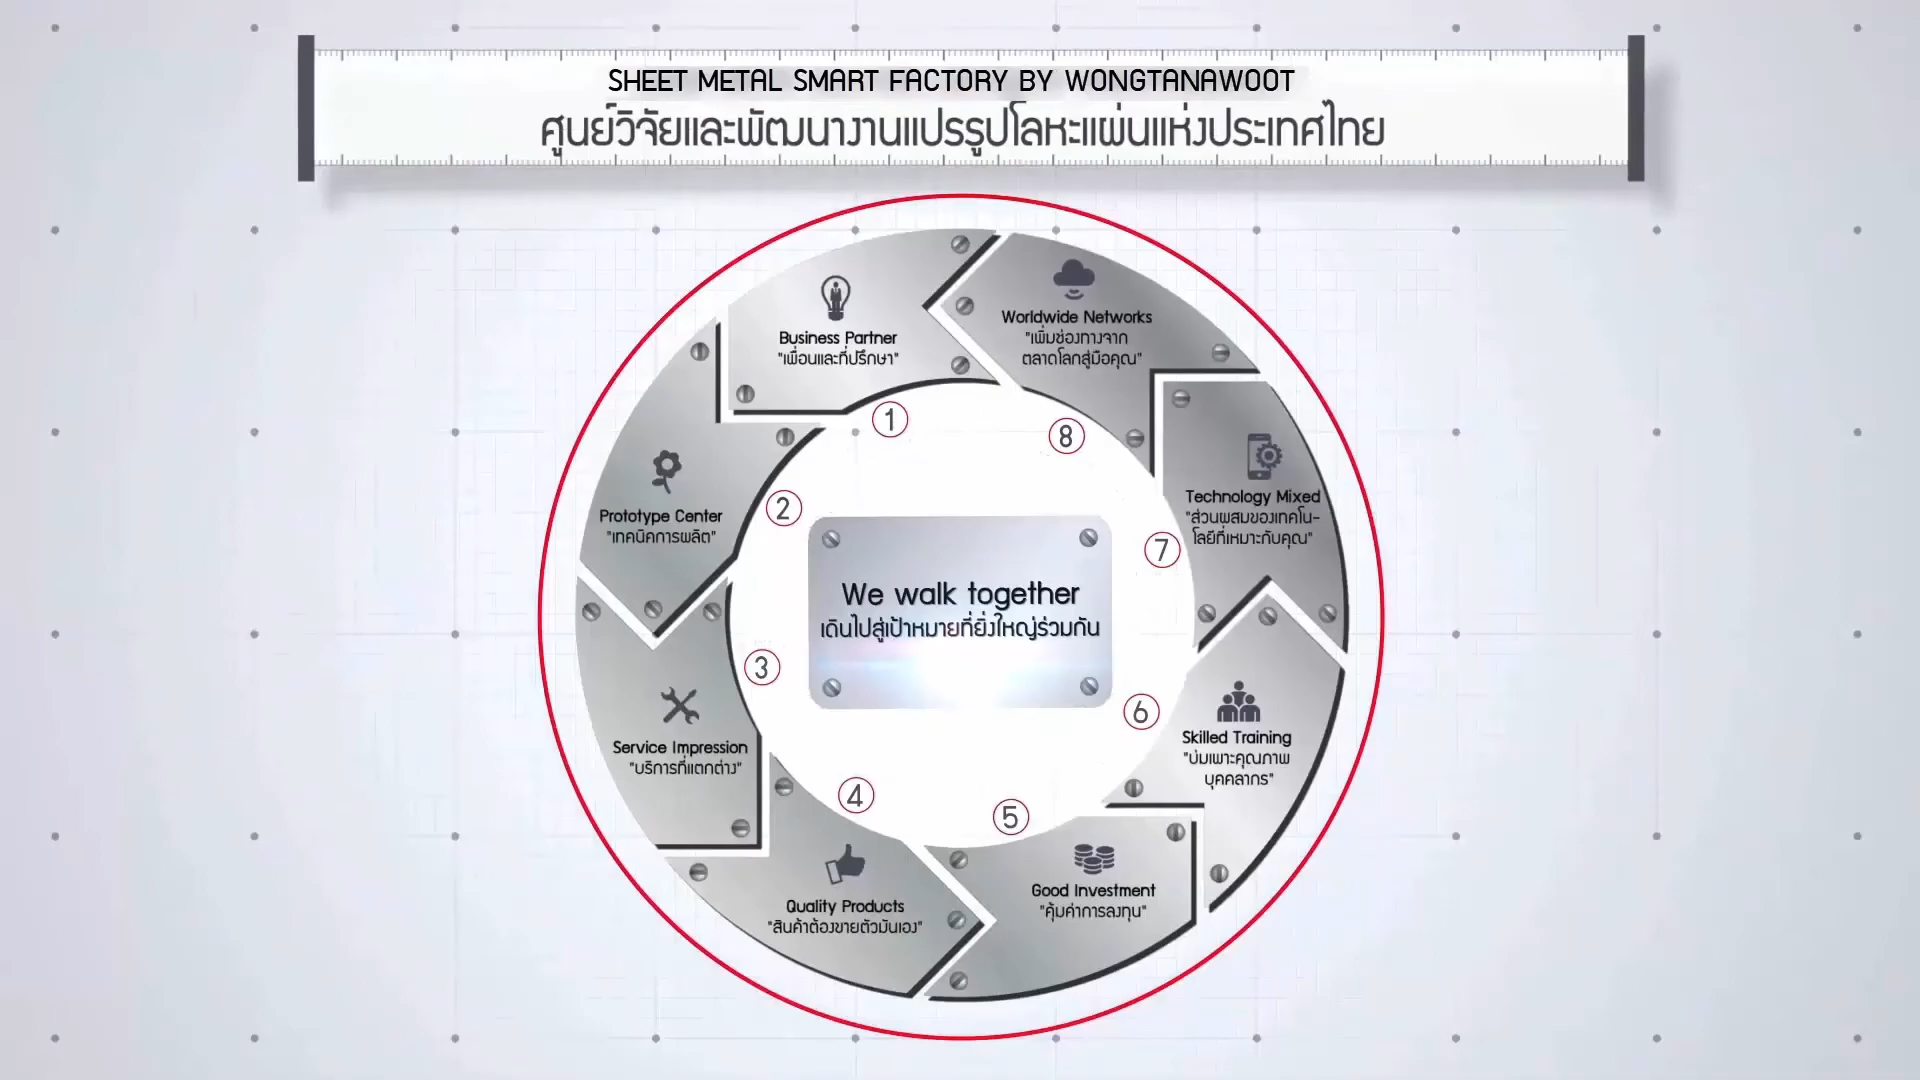 SHEET METAL SMART FACTORY BY WONGTANAWOOT
ศูนย์วิจัยและพัฒนางานแปรรูปโลหะแผ่นแห่งประเทศไทย
Business Partner
"เพื่อนและที่ปรึกษา"
1
Prototype Center
"เทคนิคการผลิต"
2
Service Impression
"บริการที่แตกต่าง"
3
Quality Products
"สินค้าต้องขายตัวมันเอง"
4
Good Investment
"คุ้มค่าการลงทุน"
5
Skilled Training
"บ่มเพาะคุณภาพ
บุคคลากร"
6
Technology Mixed
"ส่วนผสมของเทคโน-
โลยีที่เหมาะกับคุณ"
7
Worldwide Networks
"เพิ่มช่องทางจาก
ตลาดโลกสู่มือคุณ"
8
We walk together
เดินไปสู่เป้าหมายที่ยิ่งใหญ่ร่วมกัน